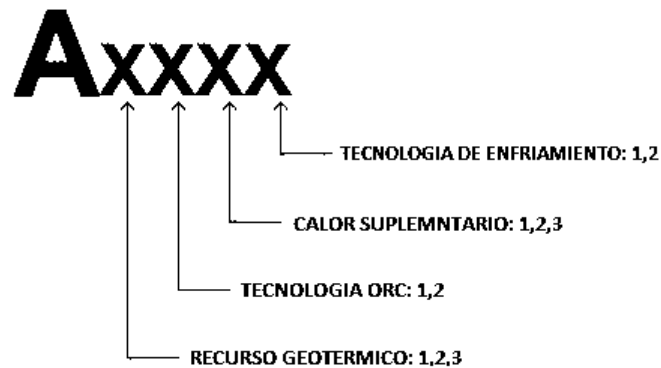 Axxxx
TECNOLOGIA DE ENFRIAMIENTO: 1,2
CALOR SUPLEMNTARIO: 1,2,3
TECNOLOGIA ORC: 1,2
RECURSO GEOTERMICO: 1,2,3